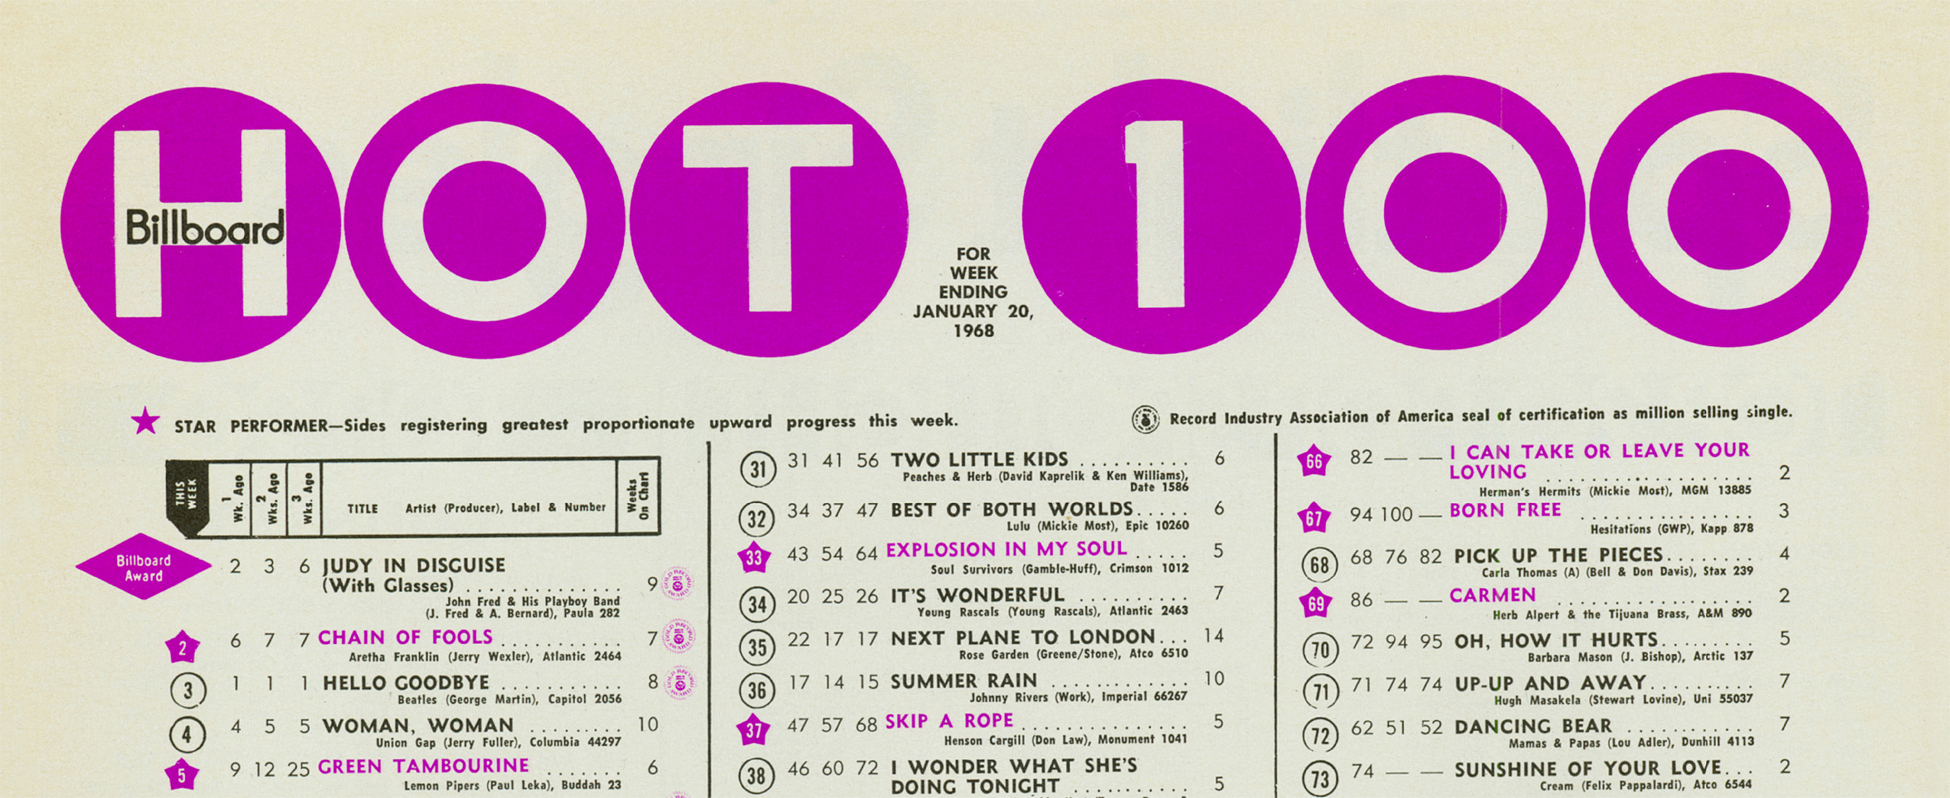 HOT 100
Billboard
FOR
WEEK
ENDING
JANUARY 20,
1968
STAR PERFORMER—Sides registering greatest proportionate upward progress this week.
Record Industry Association of America seal of certification as million selling single.
THIS WEEK 1 Wk. Ago 2 Wks. Ago 3 Wks. Ago TITLE Artist (Producer), Label & Number Weeks On Chart
Billboard
Award
2 3 6 JUDY IN DISGUISE
(With Glasses) . . . . . . . . . . . . 9
John Fred & His Playboy Band
(J. Fred & A. Bernard), Paula 282
2 6 7 7 CHAIN OF FOOLS . . . . . . . . . . 7
Aretha Franklin (Jerry Wexler), Atlantic 2464
3 1 1 1 HELLO GOODBYE . . . . . . . . . . 8
Beatles (George Martin), Capitol 2056
4 4 5 5 WOMAN, WOMAN . . . . . . . . . 10
Union Gap (Jerry Fuller), Columbia 44297
5 9 12 25 GREEN TAMBOURINE . . . . . . 6
Lemon Pipers (Paul Leka), Buddah 23
31 31 41 56 TWO LITTLE KIDS . . . . . . . . . 6
Peaches & Herb (David Kaprelik & Ken Williams),
Date 1586
32 34 37 47 BEST OF BOTH WORLDS . . . . . 6
Lulu (Mickie Most), Epic 10260
33 43 54 64 EXPLOSION IN MY SOUL . . . . . 5
Soul Survivors (Gamble-Huff), Crimson 1012
34 20 25 26 IT'S WONDERFUL . . . . . . . . . 7
Young Rascals (Young Rascals), Atlantic 2463
35 22 17 17 NEXT PLANE TO LONDON . . . 14
Rose Garden (Greene/Stone), Atco 6510
36 17 14 15 SUMMER RAIN . . . . . . . . . . 10
Johnny Rivers (Work), Imperial 66267
37 47 57 68 SKIP A ROPE . . . . . . . . . . . . . 5
Henson Cargill (Don Law), Monument 1041
38 46 60 72 I WONDER WHAT SHE'S
DOING TONIGHT . . . . . . . . . 5
66 82 — — I CAN TAKE OR LEAVE YOUR
LOVING . . . . . . . . . . . . . . . . 2
Herman's Hermits (Mickie Most), MGM 13885
67 94 100 — BORN FREE . . . . . . . . . . . . . 3
Hesitations (GWP), Kapp 878
68 68 76 82 PICK UP THE PIECES . . . . . . . . 4
Carla Thomas (A) (Bell & Don Davis), Stax 239
69 86 — — CARMEN . . . . . . . . . . . . . . . 2
Herb Alpert & the Tijuana Brass, A&M 890
70 72 94 95 OH, HOW IT HURTS . . . . . . . . 5
Barbara Mason (J. Bishop), Arctic 137
71 71 74 74 UP-UP AND AWAY . . . . . . . . . 7
Hugh Masakela (Stewart Lovine), Uni 55037
72 62 51 52 DANCING BEAR . . . . . . . . . . . 7
Mamas & Papas (Lou Adler), Dunhill 4113
73 74 — — SUNSHINE OF YOUR LOVE . . . 2
Cream (Felix Pappalardi), Atco 6544